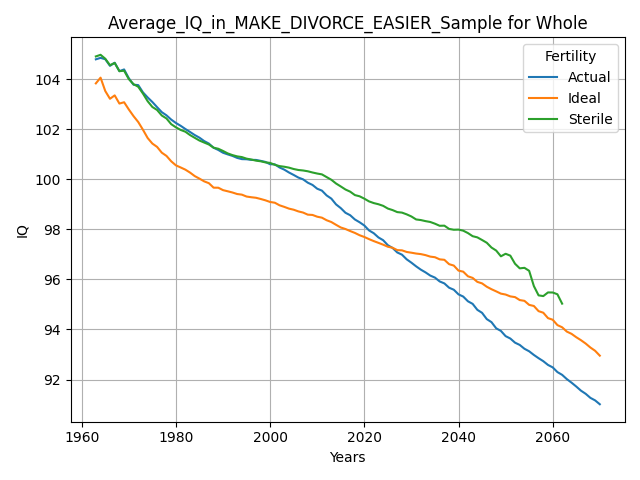 Average_IQ_in_MAKE_DIVORCE_EASIER_Sample for Whole
Fertility
Actual
Ideal
Sterile
IQ
104
102
100
98
96
94
92
1960
1980
2000
2020
2040
2060
Years